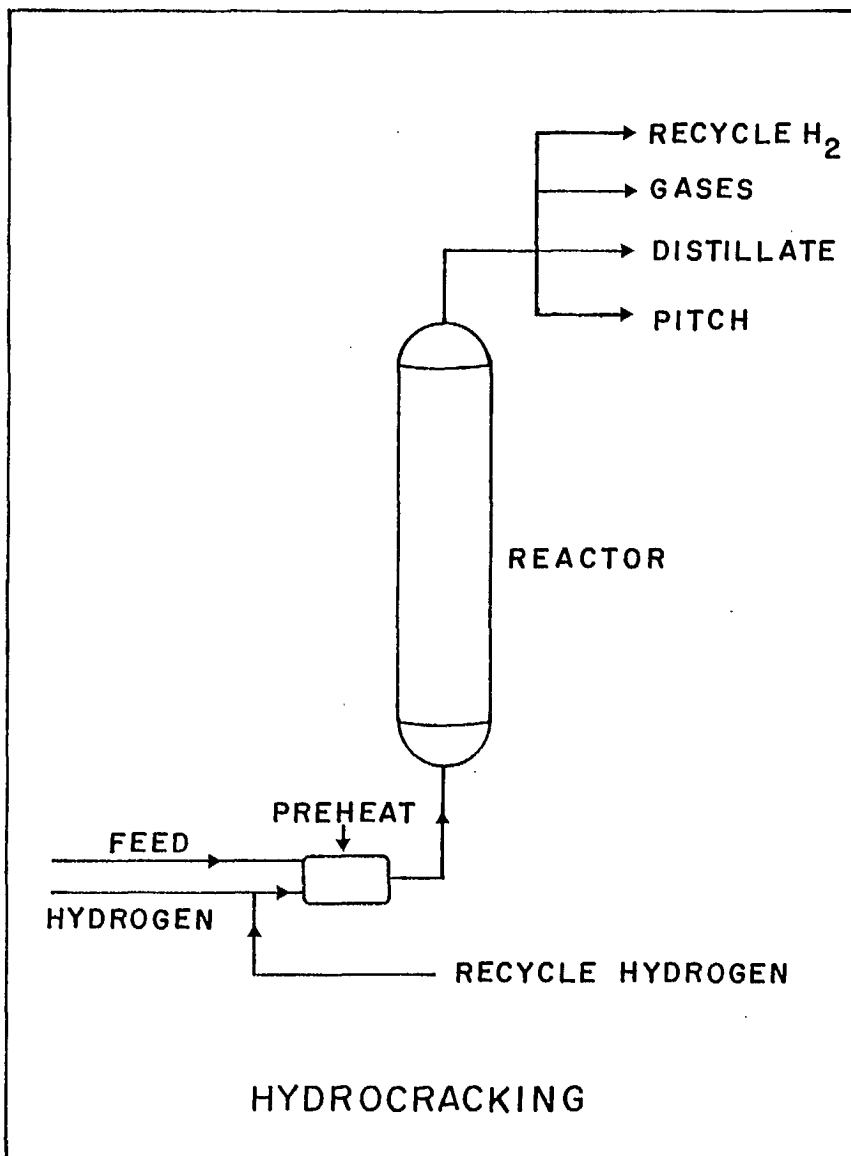 RECYCLE H₂
GASES
DISTILLATE
PITCH
REACTOR
PREHEAT
FEED
HYDROGEN
RECYCLE HYDROGEN
HYDROCRACKING